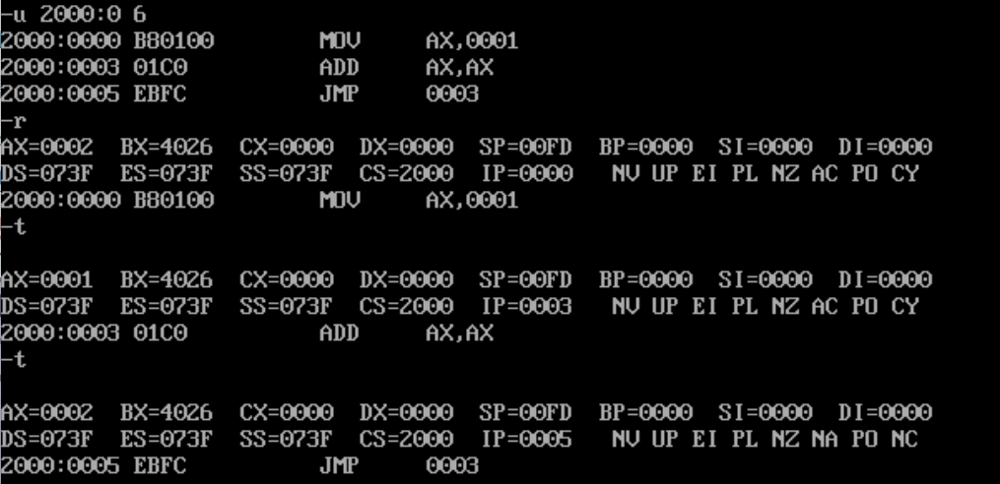 -u 2000:0 6
2000:0000 B80100 MOV AX,0001
2000:0003 01C0 ADD AX,AX
2000:0005 EBFC JMP 0003
-r
AX=0002 BX=4026 CX=0000 DX=0000 SP=00FD BP=0000 SI=0000 DI=0000
DS=073F ES=073F SS=073F CS=2000 IP=0000 NV UP EI PL NZ AC PO CY
2000:0000 B80100 MOV AX,0001
-t
AX=0001 BX=4026 CX=0000 DX=0000 SP=00FD BP=0000 SI=0000 DI=0000
DS=073F ES=073F SS=073F CS=2000 IP=0003 NV UP EI PL NZ AC PO CY
2000:0003 01C0 ADD AX,AX
-t
AX=0002 BX=4026 CX=0000 DX=0000 SP=00FD BP=0000 SI=0000 DI=0000
DS=073F ES=073F SS=073F CS=2000 IP=0005 NV UP EI PL NZ NA PO NC
2000:0005 EBFC JMP 0003